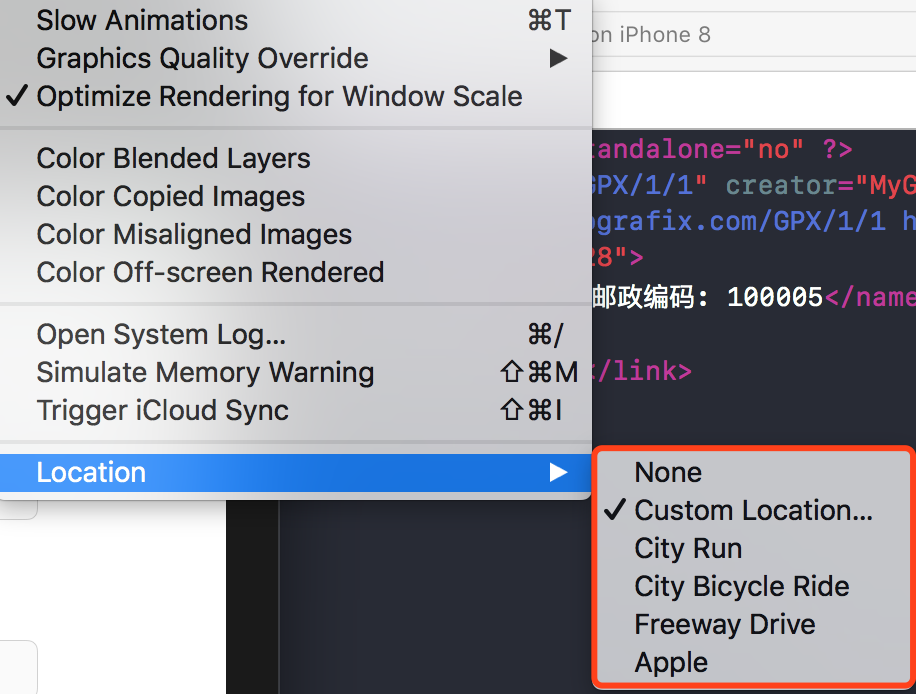 Slow Animations ⌘T
Graphics Quality Override ▶
✓ Optimize Rendering for Window Scale
Color Blended Layers
Color Copied Images
Color Misaligned Images
Color Off-screen Rendered
Open System Log... ⌘/
Simulate Memory Warning ⇧⌘M
Trigger iCloud Sync ⇧⌘I
Location ▶
None
✓ Custom Location...
City Run
City Bicycle Ride
Freeway Drive
Apple
on iPhone 8
tandalone="no" ?>
GPX/1/1" creator="MyG
ografix.com/GPX/1/1 h
28">
邮政编码: 100005</name
</link>